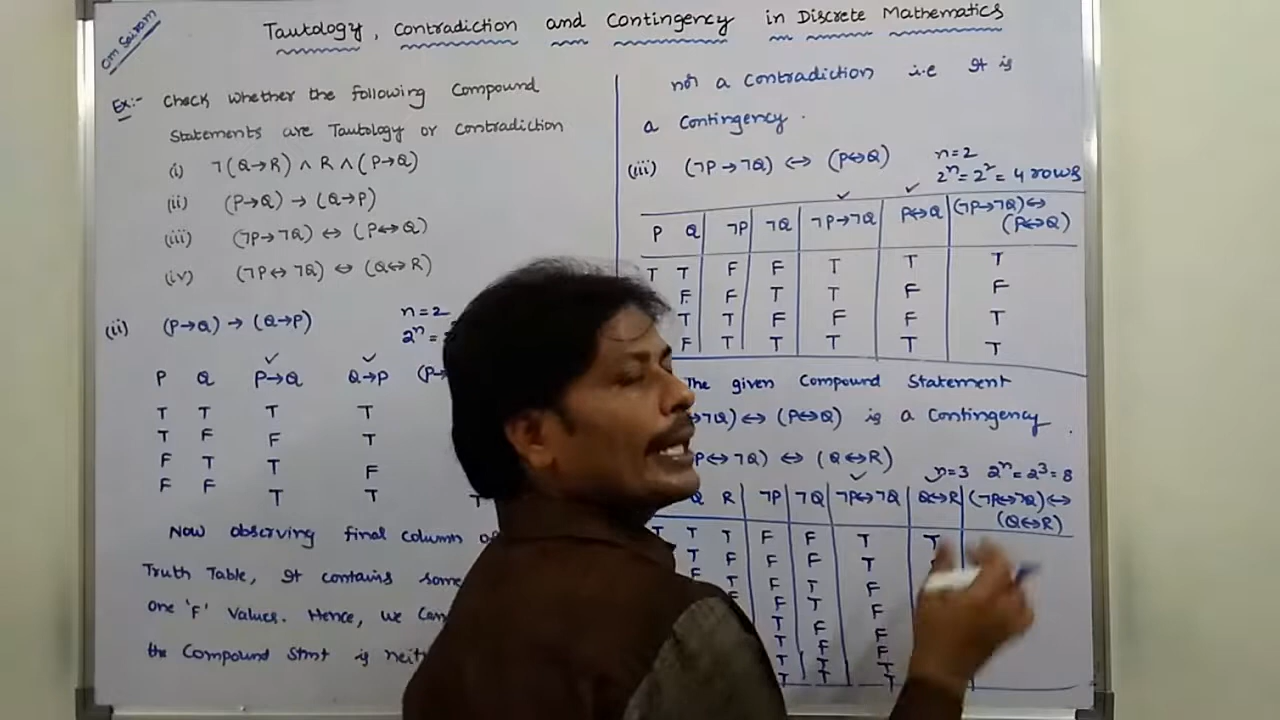 Om Sairam
Tautology, Contradiction and Contingency in Discrete Mathematics
Ex:- Check whether the following Compound
Statements are Tautology or Contradiction
(i) ¬(Q→R) ∧ R ∧ (P→Q)
(ii) (P→Q) → (Q→P)
(iii) (¬P→¬Q) ↔ (P↔Q)
(iv) (¬P↔¬Q) ↔ (Q↔R)
(ii) (P→Q) → (Q→P) n=2
2ⁿ =
✓ ✓
P Q P→Q Q→P (P→
T T T T
T F F T
F T T F
F F T T T
Now observing final column
Truth Table, It contains some
One 'F' Values. Hence, we can
the Compound Stmt is
not a Contradiction i.e It is
a Contingency.
(iii) (¬P→¬Q) ↔ (P↔Q) n=2
2ⁿ=2²= 4 rows
✓ ✓
P Q ¬P ¬Q ¬P→¬Q P↔Q (¬P→¬Q)↔
(P↔Q)
T T F F T T T
F F T T F F
T T F F F T
F T T T T T
The given Compound Statement
→¬Q) ↔ (P↔Q) is a Contingency.
P↔¬Q) ↔ (Q↔R) n=3 2ⁿ=2³=8
✓ ✓
Q R ¬P ¬Q ¬P↔¬Q Q↔R (¬P↔¬Q)↔
(Q↔R)
T T T F F T T
T F F F T
F T F T F
F F T F
T F F
T F F
T T T
T T T